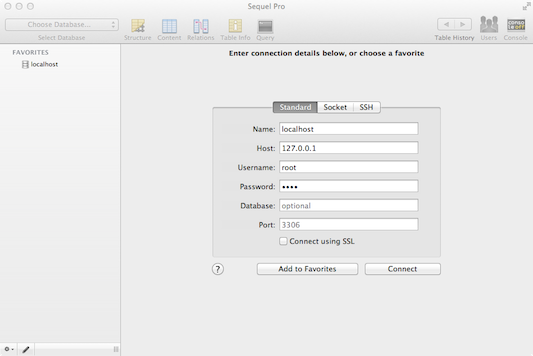 Sequel Pro
Choose Database...
Select Database
Structure
Content
Relations
Table Info
Query
Table History
Users
Console
FAVORITES
localhost
Enter connection details below, or choose a favorite
Standard
Socket
SSH
Name: localhost
Host: 127.0.0.1
Username: root
Password: ••••
Database: optional
Port: 3306
Connect using SSL
?
Add to Favorites
Connect